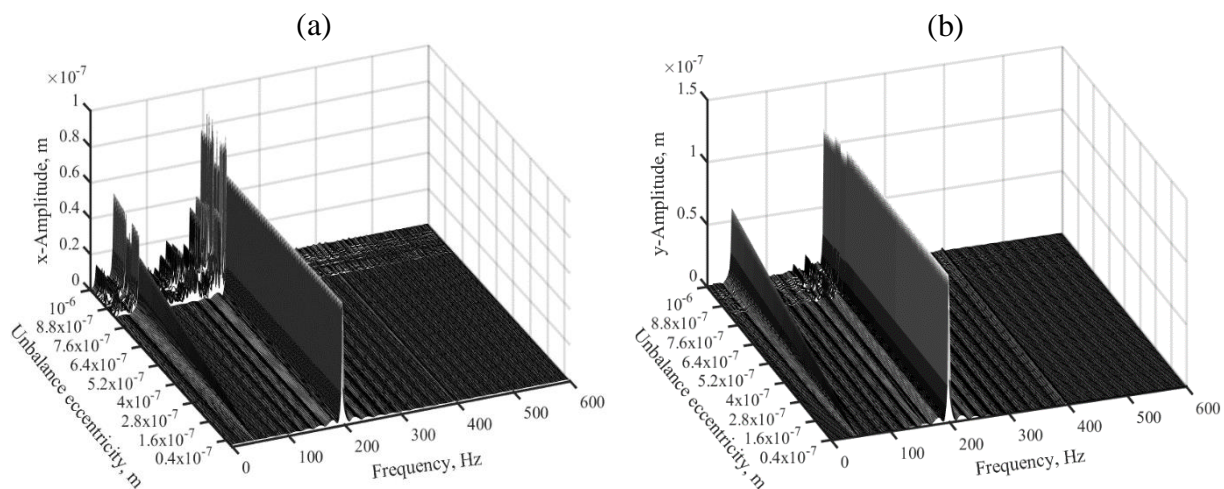 (a)
×10⁻⁷
1
0.8
0.6
0.4
0.2
0
x-Amplitude, m
10⁻⁶
8.8x10⁻⁷
7.6x10⁻⁷
6.4x10⁻⁷
5.2x10⁻⁷
4x10⁻⁷
2.8x10⁻⁷
1.6x10⁻⁷
0.4x10⁻⁷
Unbalance eccentricity, m
0
100
200
300
400
500
600
Frequency, Hz
(b)
×10⁻⁷
1.5
1
0.5
0
y-Amplitude, m
10⁻⁶
8.8x10⁻⁷
7.6x10⁻⁷
6.4x10⁻⁷
5.2x10⁻⁷
4x10⁻⁷
2.8x10⁻⁷
1.6x10⁻⁷
0.4x10⁻⁷
Unbalance eccentricity, m
0
100
200
300
400
500
600
Frequency, Hz